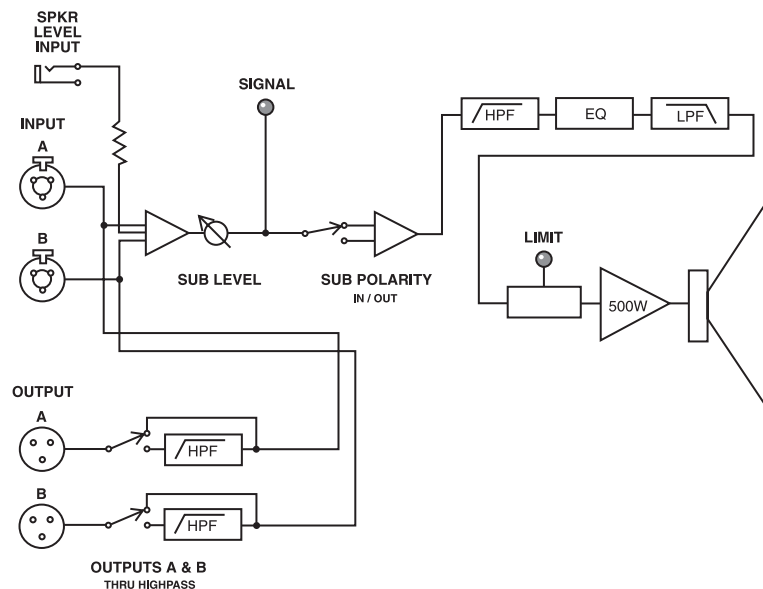 SPKR
LEVEL
INPUT
INPUT
A
B
SIGNAL
SUB LEVEL
SUB POLARITY
IN / OUT
HPF
EQ
LPF
LIMIT
500W
OUTPUT
A
HPF
B
HPF
OUTPUTS A & B
THRU HIGHPASS